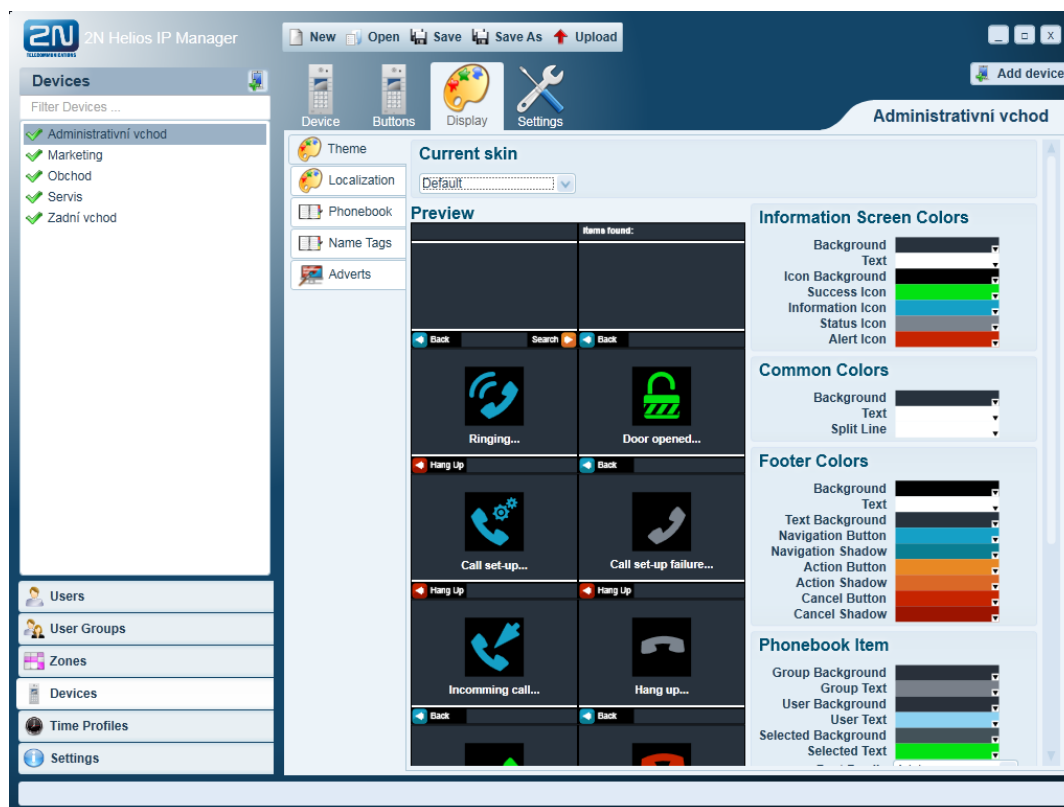 2N
TELECOMMUNICATIONS
2N Helios IP Manager
New Open Save Save As Upload
_ X
Devices
Filter Devices ...
Administrativní vchod
Marketing
Obchod
Servis
Zadní vchod
Users
User Groups
Zones
Devices
Time Profiles
Settings
Device Buttons Display Settings
Add device
Administrativní vchod
Theme
Localization
Phonebook
Name Tags
Adverts
Current skin
Default
Preview
Items found:
Back Search Back
Ringing... Door opened...
Hang Up Back
Call set-up... Call set-up failure...
Hang Up Hang Up
Incomming call... Hang up...
Back Back
Information Screen Colors
Background
Text
Icon Background
Success Icon
Information Icon
Status Icon
Alert Icon
Common Colors
Background
Text
Split Line
Footer Colors
Background
Text
Text Background
Navigation Button
Navigation Shadow
Action Button
Action Shadow
Cancel Button
Cancel Shadow
Phonebook Item
Group Background
Group Text
User Background
User Text
Selected Background
Selected Text